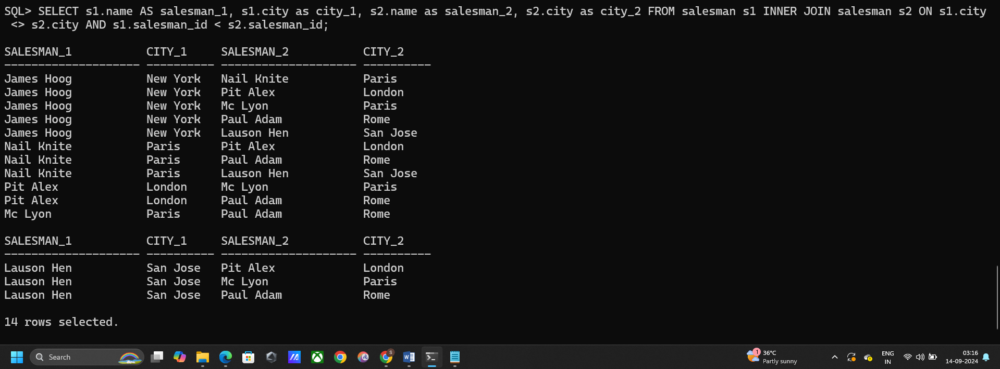 SQL> SELECT s1.name AS salesman_1, s1.city as city_1, s2.name as salesman_2, s2.city as city_2 FROM salesman s1 INNER JOIN salesman s2 ON s1.city
<> s2.city AND s1.salesman_id < s2.salesman_id;
SALESMAN_1 CITY_1 SALESMAN_2 CITY_2
-------------------- ---------- -------------------- ----------
James Hoog New York Nail Knite Paris
James Hoog New York Pit Alex London
James Hoog New York Mc Lyon Paris
James Hoog New York Paul Adam Rome
James Hoog New York Lauson Hen San Jose
Nail Knite Paris Pit Alex London
Nail Knite Paris Paul Adam Rome
Nail Knite Paris Lauson Hen San Jose
Pit Alex London Mc Lyon Paris
Pit Alex London Paul Adam Rome
Mc Lyon Paris Paul Adam Rome
SALESMAN_1 CITY_1 SALESMAN_2 CITY_2
-------------------- ---------- -------------------- ----------
Lauson Hen San Jose Pit Alex London
Lauson Hen San Jose Mc Lyon Paris
Lauson Hen San Jose Paul Adam Rome
14 rows selected.
Search
S
W
1
36°C
Partly sunny
ENG
IN
03:16
14-09-2024